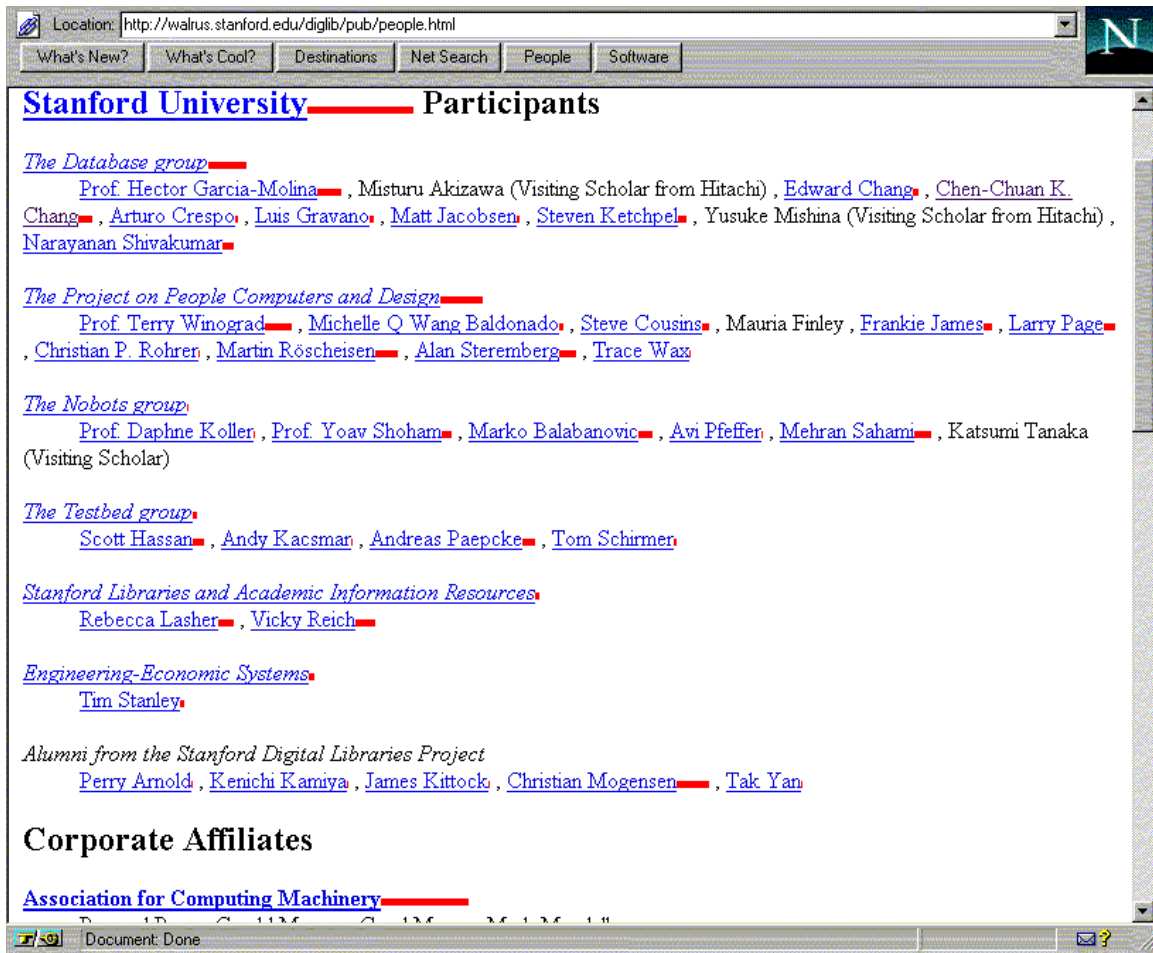 Location: http://walrus.stanford.edu/diglib/pub/people.html
N
What's New? What's Cool? Destinations Net Search People Software
Stanford University Participants
The Database group
Prof. Hector Garcia-Molina , Misturu Akizawa (Visiting Scholar from Hitachi) , Edward Chang , Chen-Chuan K.
Chang , Arturo Crespo , Luis Gravano , Matt Jacobsen , Steven Ketchpel , Yusuke Mishina (Visiting Scholar from Hitachi) ,
Narayanan Shivakumar
The Project on People Computers and Design
Prof. Terry Winograd , Michelle Q Wang Baldonado , Steve Cousins , Mauria Finley , Frankie James , Larry Page
, Christian P. Rohrer , Martin Röscheisen , Alan Steremberg , Trace Wax
The Nobots group
Prof. Daphne Koller , Prof. Yoav Shoham , Marko Balabanovic , Avi Pfeffer , Mehran Sahami , Katsumi Tanaka
(Visiting Scholar)
The Testbed group
Scott Hassan , Andy Kacsmar , Andreas Paepcke , Tom Schirmer
Stanford Libraries and Academic Information Resources
Rebecca Lasher , Vicky Reich
Engineering-Economic Systems
Tim Stanley
Alumni from the Stanford Digital Libraries Project
Perry Arnold , Kenichi Kamiya , James Kittock , Christian Mogensen , Tak Yan
Corporate Affiliates
Association for Computing Machinery
Document: Done